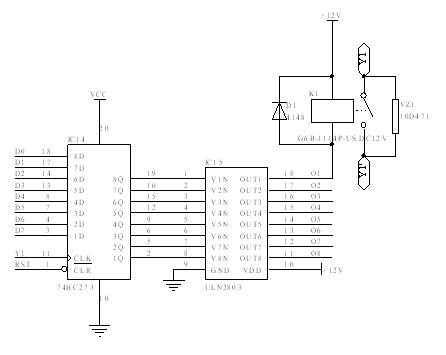 +12V
Y1
K1
D1
4148
VZ1
10D471
G6B-1114P-US DC12V
VCC
20
IC14
IC15
D0 18 8D
D1 17 7D
D2 14 6D
D3 13 5D
D4 8 4D
D5 7 3D
D6 4 2D
D7 3 1D
Y1 11 CLK
RST 1 CLR
8Q 19 1 V1N OUT1 18 O1
7Q 16 2 V2N OUT2 17 O2
6Q 15 3 V3N OUT3 16 O3
5Q 12 4 V4N OUT4 15 O4
4Q 9 5 V5N OUT5 14 O5
3Q 6 6 V6N OUT6 13 O6
2Q 5 7 V7N OUT7 12 O7
1Q 2 8 V8N OUT8 11 O8
9 GND VDD 10 +12V
74HC273
ULN2803
10